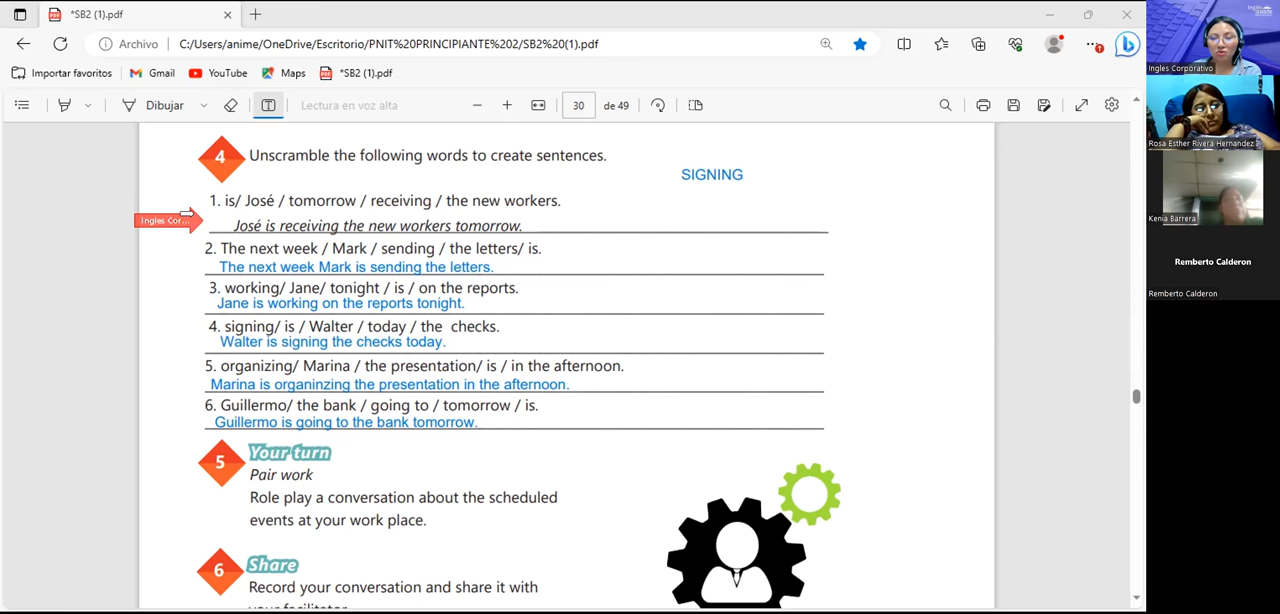 *SB2 (1).pdf
Archivo
C:/Users/anime/OneDrive/Escritorio/PNIT%20PRINCIPIANTE%202/SB2%20(1).pdf
Importar favoritos
Gmail
YouTube
Maps
*SB2 (1).pdf
Dibujar
Lectura en voz alta
30
de 49
4
Unscramble the following words to create sentences.
SIGNING
1. is/ José / tomorrow / receiving / the new workers.
Ingles Cor...
José is receiving the new workers tomorrow.
2. The next week / Mark / sending / the letters/ is.
The next week Mark is sending the letters.
3. working/ Jane/ tonight / is / on the reports.
Jane is working on the reports tonight.
4. signing/ is / Walter / today / the checks.
Walter is signing the checks today.
5. organizing/ Marina / the presentation/ is / in the afternoon.
Marina is organinzing the presentation in the afternoon.
6. Guillermo/ the bank / going to / tomorrow / is.
Guillermo is going to the bank tomorrow.
5
Your turn
Pair work
Role play a conversation about the scheduled
events at your work place.
6
Share
Record your conversation and share it with
your facilitator
Ingles Corporativo
Rosa Esther Rivera Hernandez
Kenia Barrera
Remberto Calderon
Remberto Calderon